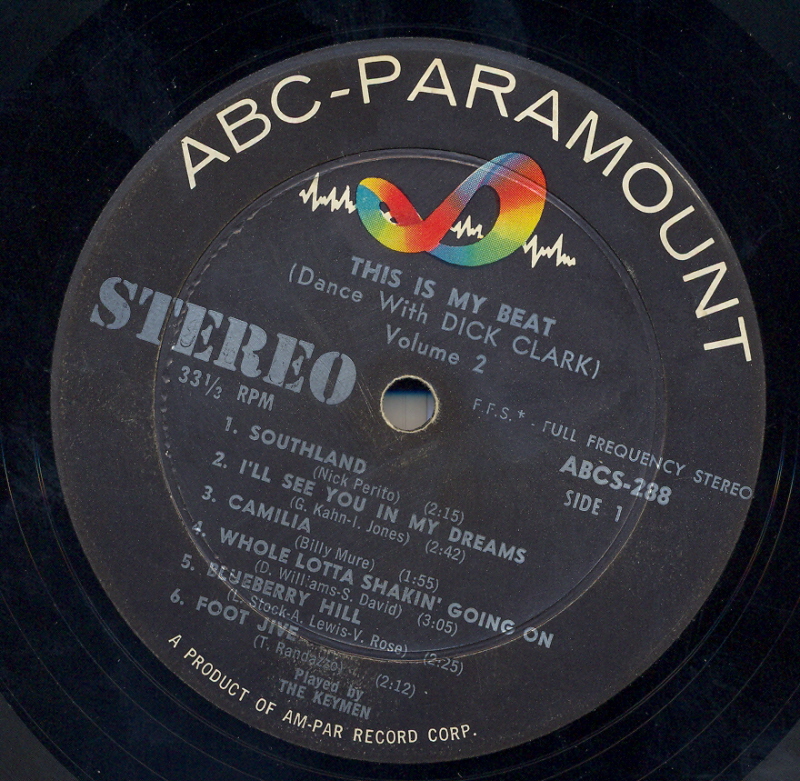 ABC-PARAMOUNT
THIS IS MY BEAT
(Dance With DICK CLARK)
Volume 2
STEREO
33 1/3 RPM
F.F.S.* - FULL FREQUENCY STEREO
ABCS-288
SIDE 1
1. SOUTHLAND
(Nick Perito) (2:15)
2. I'LL SEE YOU IN MY DREAMS
(G. Kahn-I. Jones) (2:42)
3. CAMILIA
(Billy Mure) (1:55)
4. WHOLE LOTTA SHAKIN' GOING ON
(D. Williams-S. David) (3:05)
5. BLUEBERRY HILL
(L. Stock-A. Lewis-V. Rose) (2:25)
6. FOOT JIVE
(T. Randazzo) (2:12)
Played by
THE KEYMEN
A PRODUCT OF AM-PAR RECORD CORP.